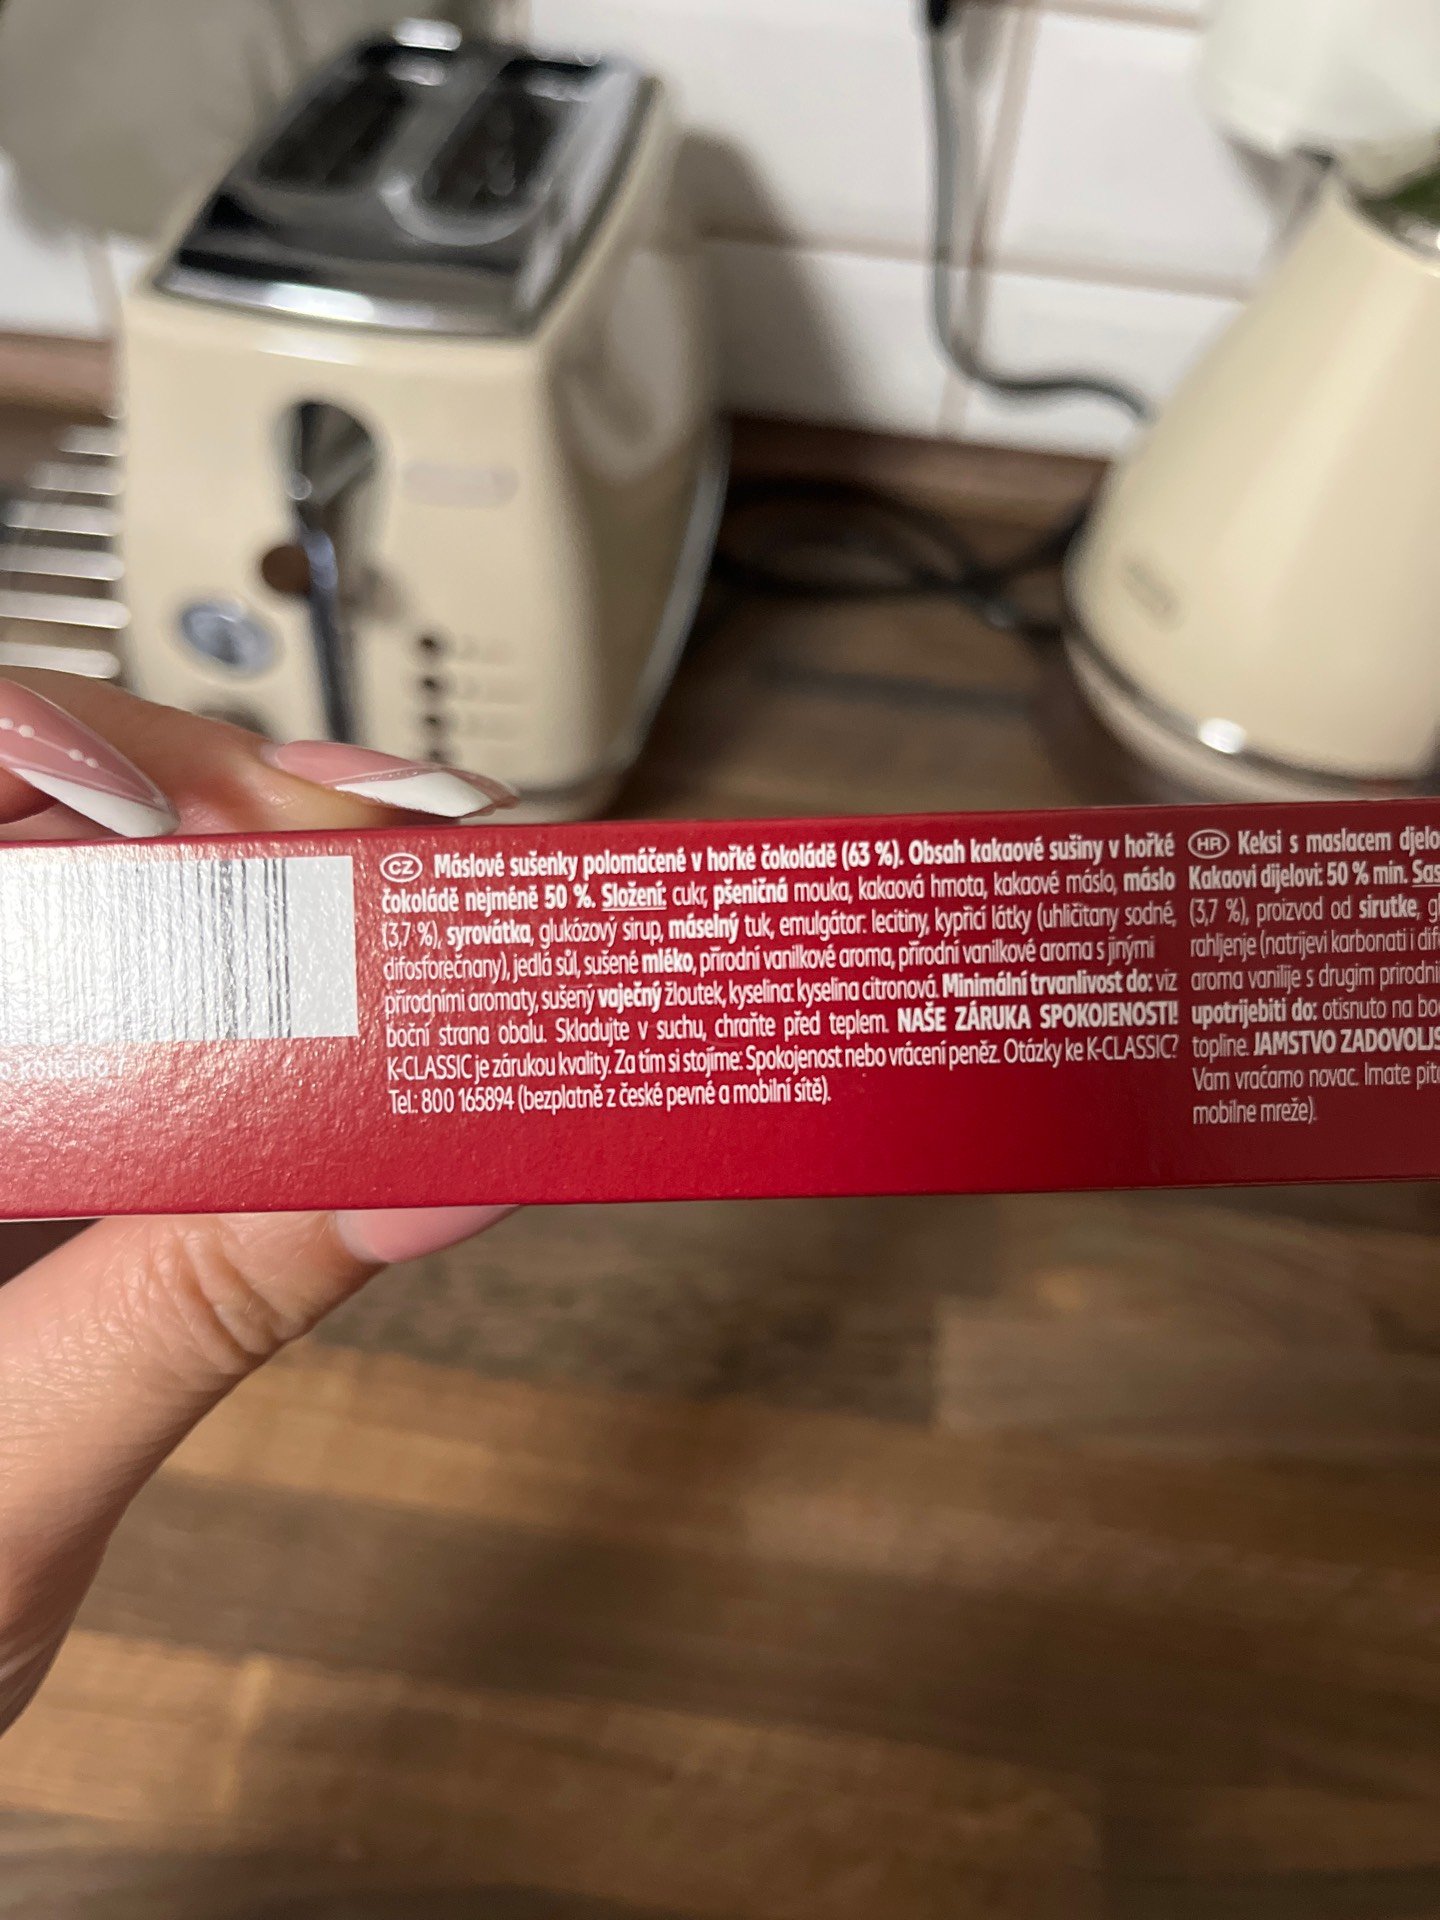 CZ Máslové sušenky polomáčené v hořké čokoládě (63 %). Obsah kakaové sušiny v hořké
čokoládě nejméně 50 %. Složení: cukr, pšeničná mouka, kakaová hmota, kakaové máslo, máslo
(3,7 %), syrovátka, glukózový sirup, máselný tuk, emulgátor: lecitiny, kypřicí látky (uhličitany sodné,
difosforečnany), jedlá sůl, sušené mléko, přírodní vanilkové aroma, přírodní vanilkové aroma s jinými
přírodními aromaty, sušený vaječný žloutek, kyselina: kyselina citronová. Minimální trvanlivost do: viz
boční strana obalu. Skladujte v suchu, chraňte před teplem. NAŠE ZÁRUKA SPOKOJENOSTI!
K-CLASSIC je zárukou kvality. Za tím si stojíme: Spokojenost nebo vrácení peněz. Otázky ke K-CLASSIC?
Tel.: 800 165894 (bezplatně z české pevné a mobilní sítě).
HR Keksi s maslacem djelo
Kakaovi dijelovi: 50 % min. Sas
(3,7 %), proizvod od sirutke, gl
rahljenje (natrijevi karbonati i dif
aroma vanilije s drugim prirodni
upotrijebiti do: otisnuto na bo
topline. JAMSTVO ZADOVOLJS
Vam vraćamo novac. Imate pita
mobilne mreže).